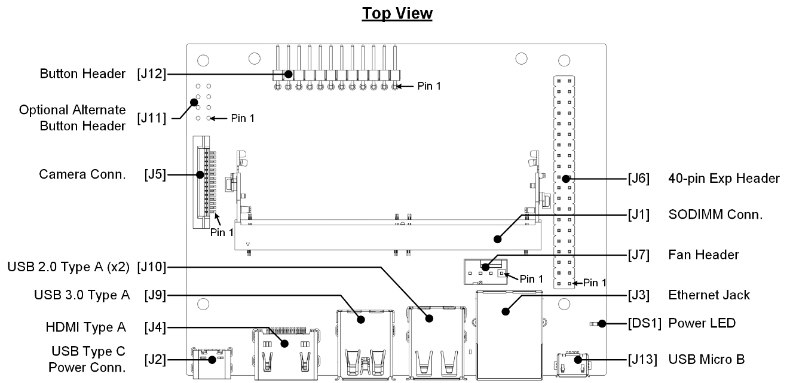 Top View
Button Header [J12]
Pin 1
Optional Alternate
Button Header [J11]
Pin 1
Camera Conn. [J5]
Pin 1
[J6] 40-pin Exp Header
[J1] SODIMM Conn.
[J7] Fan Header
Pin 1
Pin 1
USB 2.0 Type A (x2) [J10]
USB 3.0 Type A [J9]
[J3] Ethernet Jack
HDMI Type A [J4]
[DS1] Power LED
USB Type C
Power Conn. [J2]
[J13] USB Micro B